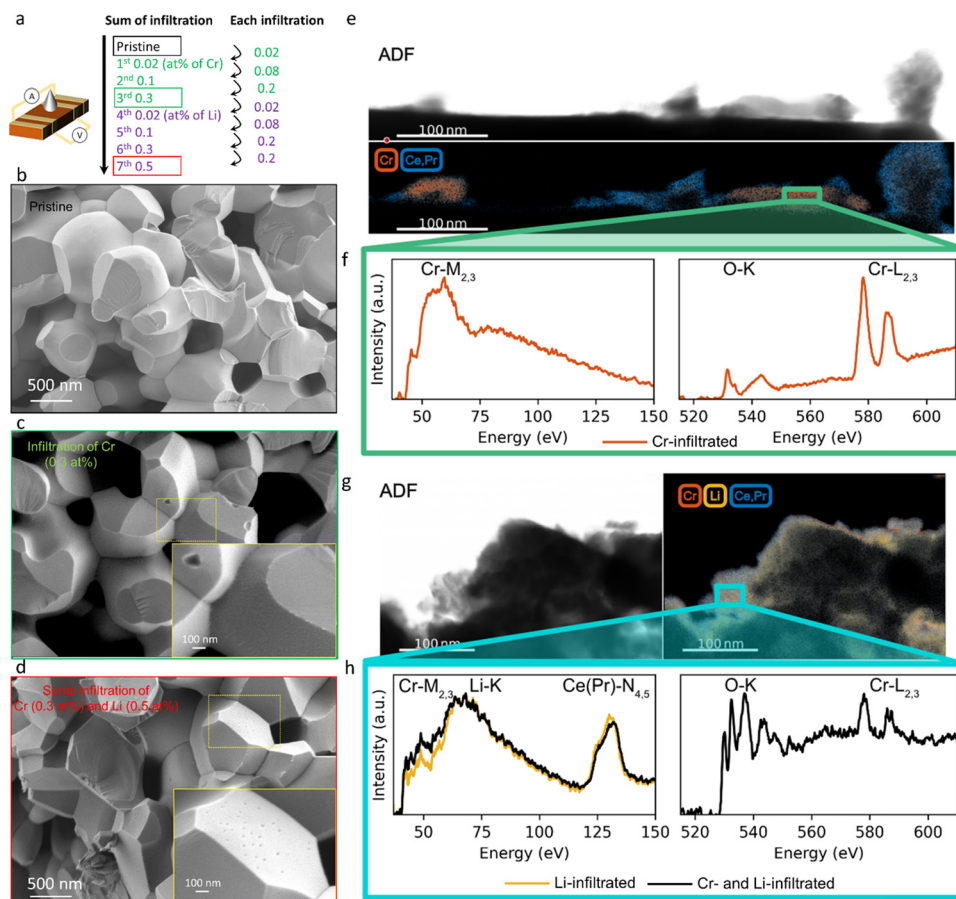 a
Sum of infiltration
Each infiltration
Pristine
1st 0.02 (at% of Cr)
2nd 0.1
3rd 0.3
4th 0.02 (at% of Li)
5th 0.1
6th 0.3
7th 0.5
0.02
0.08
0.2
0.02
0.08
0.2
0.2
A
V
b
Pristine
500 nm
c
Infiltration of Cr
(0.3 at%)
100 nm
d
Serial Infiltration of
Cr (0.3 at%) and Li (0.5 at%)
500 nm
100 nm
e
ADF
100 nm
Cr Ce,Pr
100 nm
f
Cr-M2,3
Intensity (a.u.)
50 75 100 125 150
Energy (eV)
O-K
Cr-L2,3
520 540 560 580 600
Energy (eV)
Cr-infiltrated
g
ADF
100 nm
Cr Li Ce,Pr
100 nm
h
Cr-M2,3 Li-K Ce(Pr)-N4,5
Intensity (a.u.)
50 75 100 125 150
Energy (eV)
O-K
Cr-L2,3
520 540 560 580 600
Energy (eV)
Li-infiltrated
Cr- and Li-infiltrated